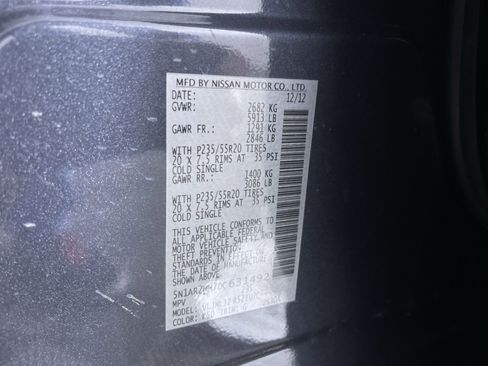 MFD BY NISSAN MOTOR CO., LTD.
DATE: 12/12
GVWR: 2682 KG
5913 LB
GAWR FR.: 1291 KG
2846 LB
WITH P235/55R20 TIRES
20 X 7.5 RIMS AT 35 PSI
COLD SINGLE
GAWR RR.: 1400 KG
3086 LB
WITH P235/55R20 TIRES
20 X 7.5 RIMS AT 35 PSI
COLD SINGLE
THIS VEHICLE CONFORMS TO
ALL APPLICABLE FEDERAL
MOTOR VEHICLE SAFETY AND
THEFT PREVENTION STANDARDS
IN EFFECT ON THE DATE OF
MANUFACTURE
SHOWN ABOVE.
631492
MPV
COLOR: TRIM: G